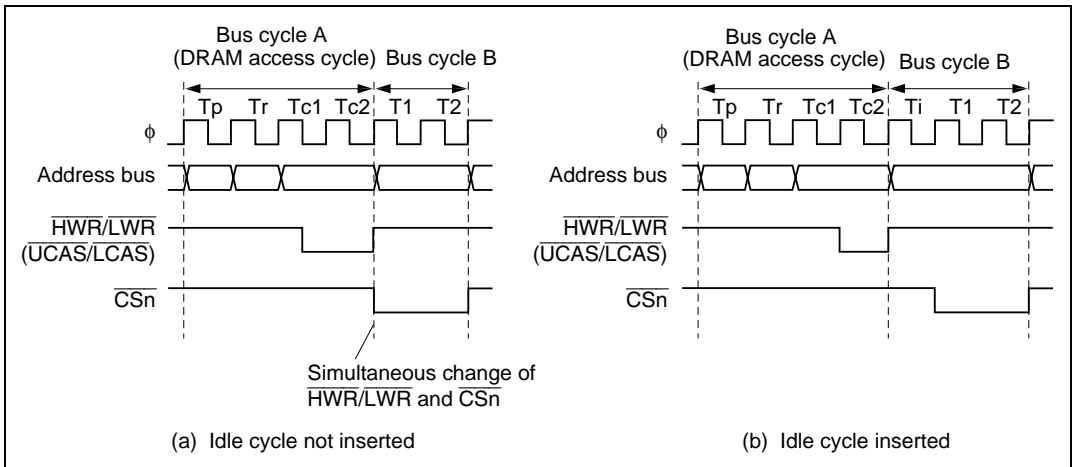 Bus cycle A
(DRAM access cycle) Bus cycle B
Tp Tr Tc1 Tc2 T1 T2
ϕ
Address bus
HWR/LWR
(UCAS/LCAS)
CSn
Simultaneous change of
HWR/LWR and CSn
(a) Idle cycle not inserted
Bus cycle A
(DRAM access cycle) Bus cycle B
Tp Tr Tc1 Tc2 Ti T1 T2
ϕ
Address bus
HWR/LWR
(UCAS/LCAS)
CSn
(b) Idle cycle inserted